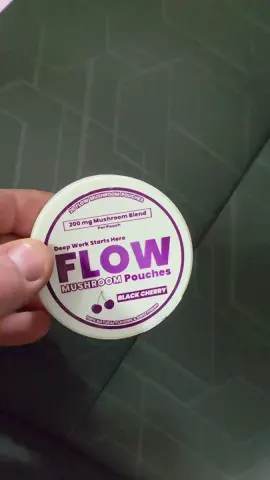 200 mg Mushroom Blend
Per Pouch
Deep Work Starts Here
FLOW
MUSHROOM Pouches
BLACK CHERRY